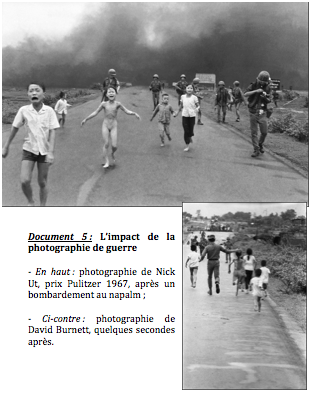 Document 5 : L'impact de la
photographie de guerre
- En haut : photographie de Nick
Ut, prix Pulitzer 1967, après un
bombardement au napalm ;
- Ci-contre : photographie de
David Burnett, quelques secondes
après.